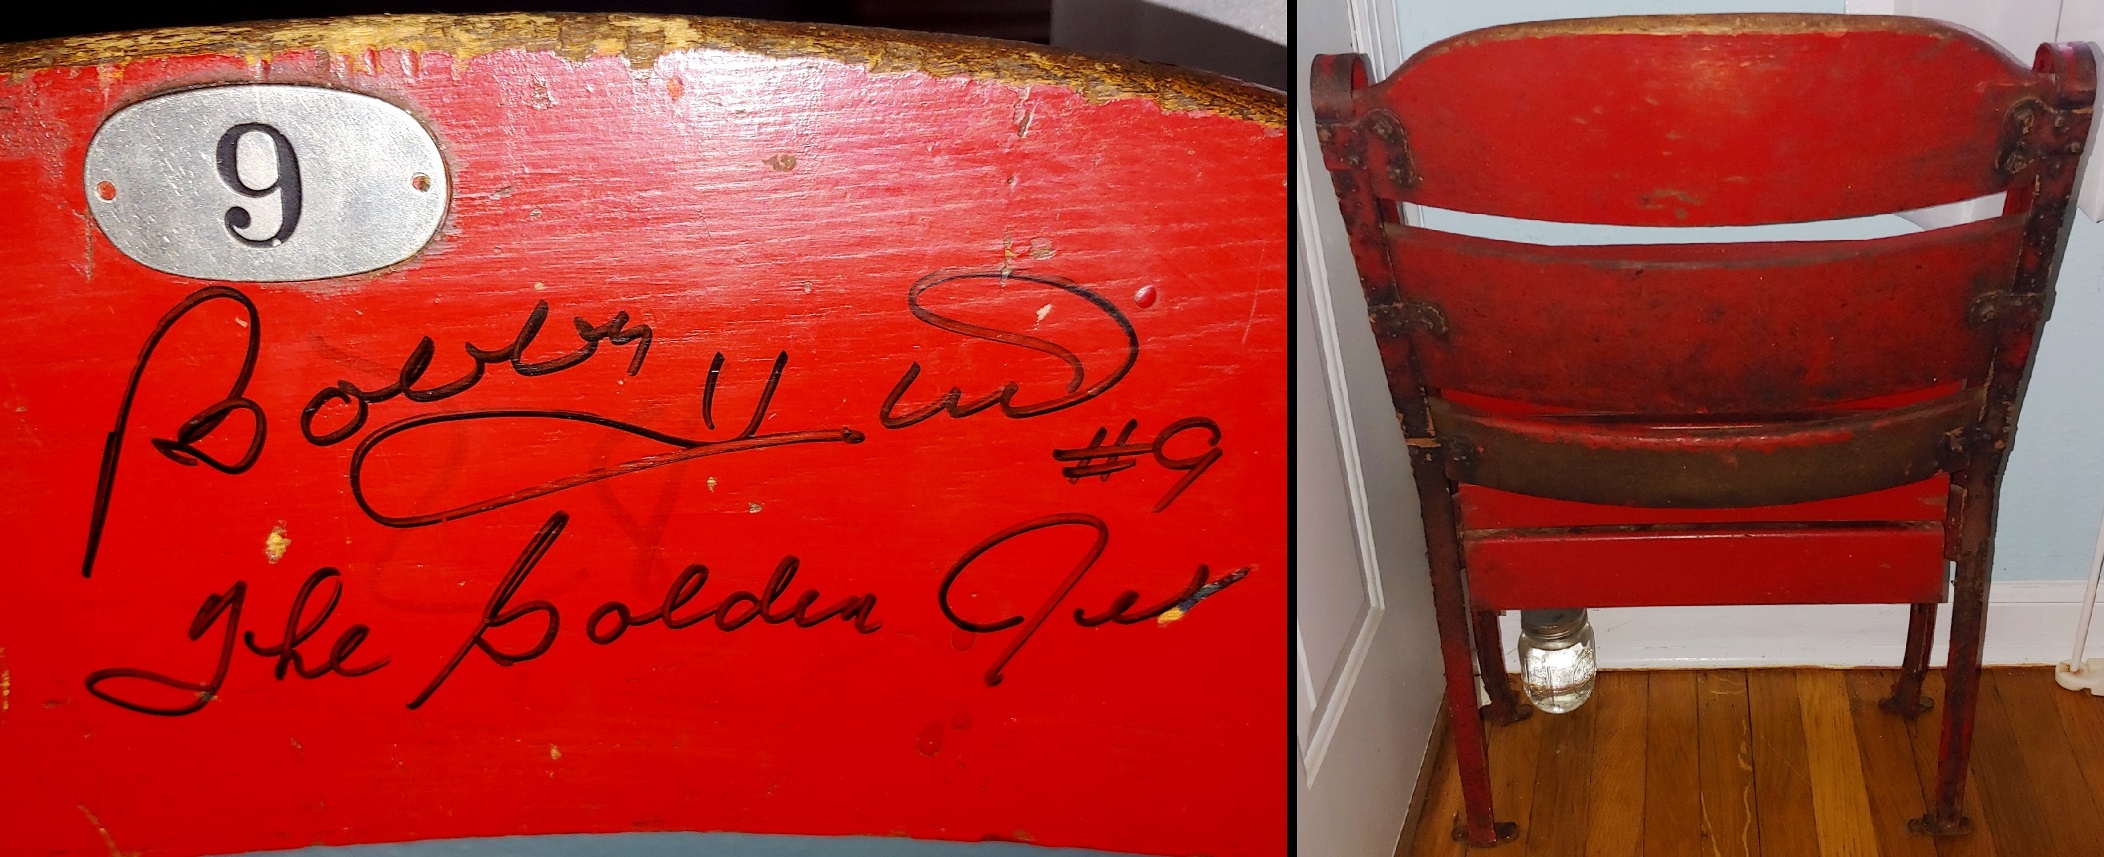 9
Bobby Hull
#9
The Golden Jet